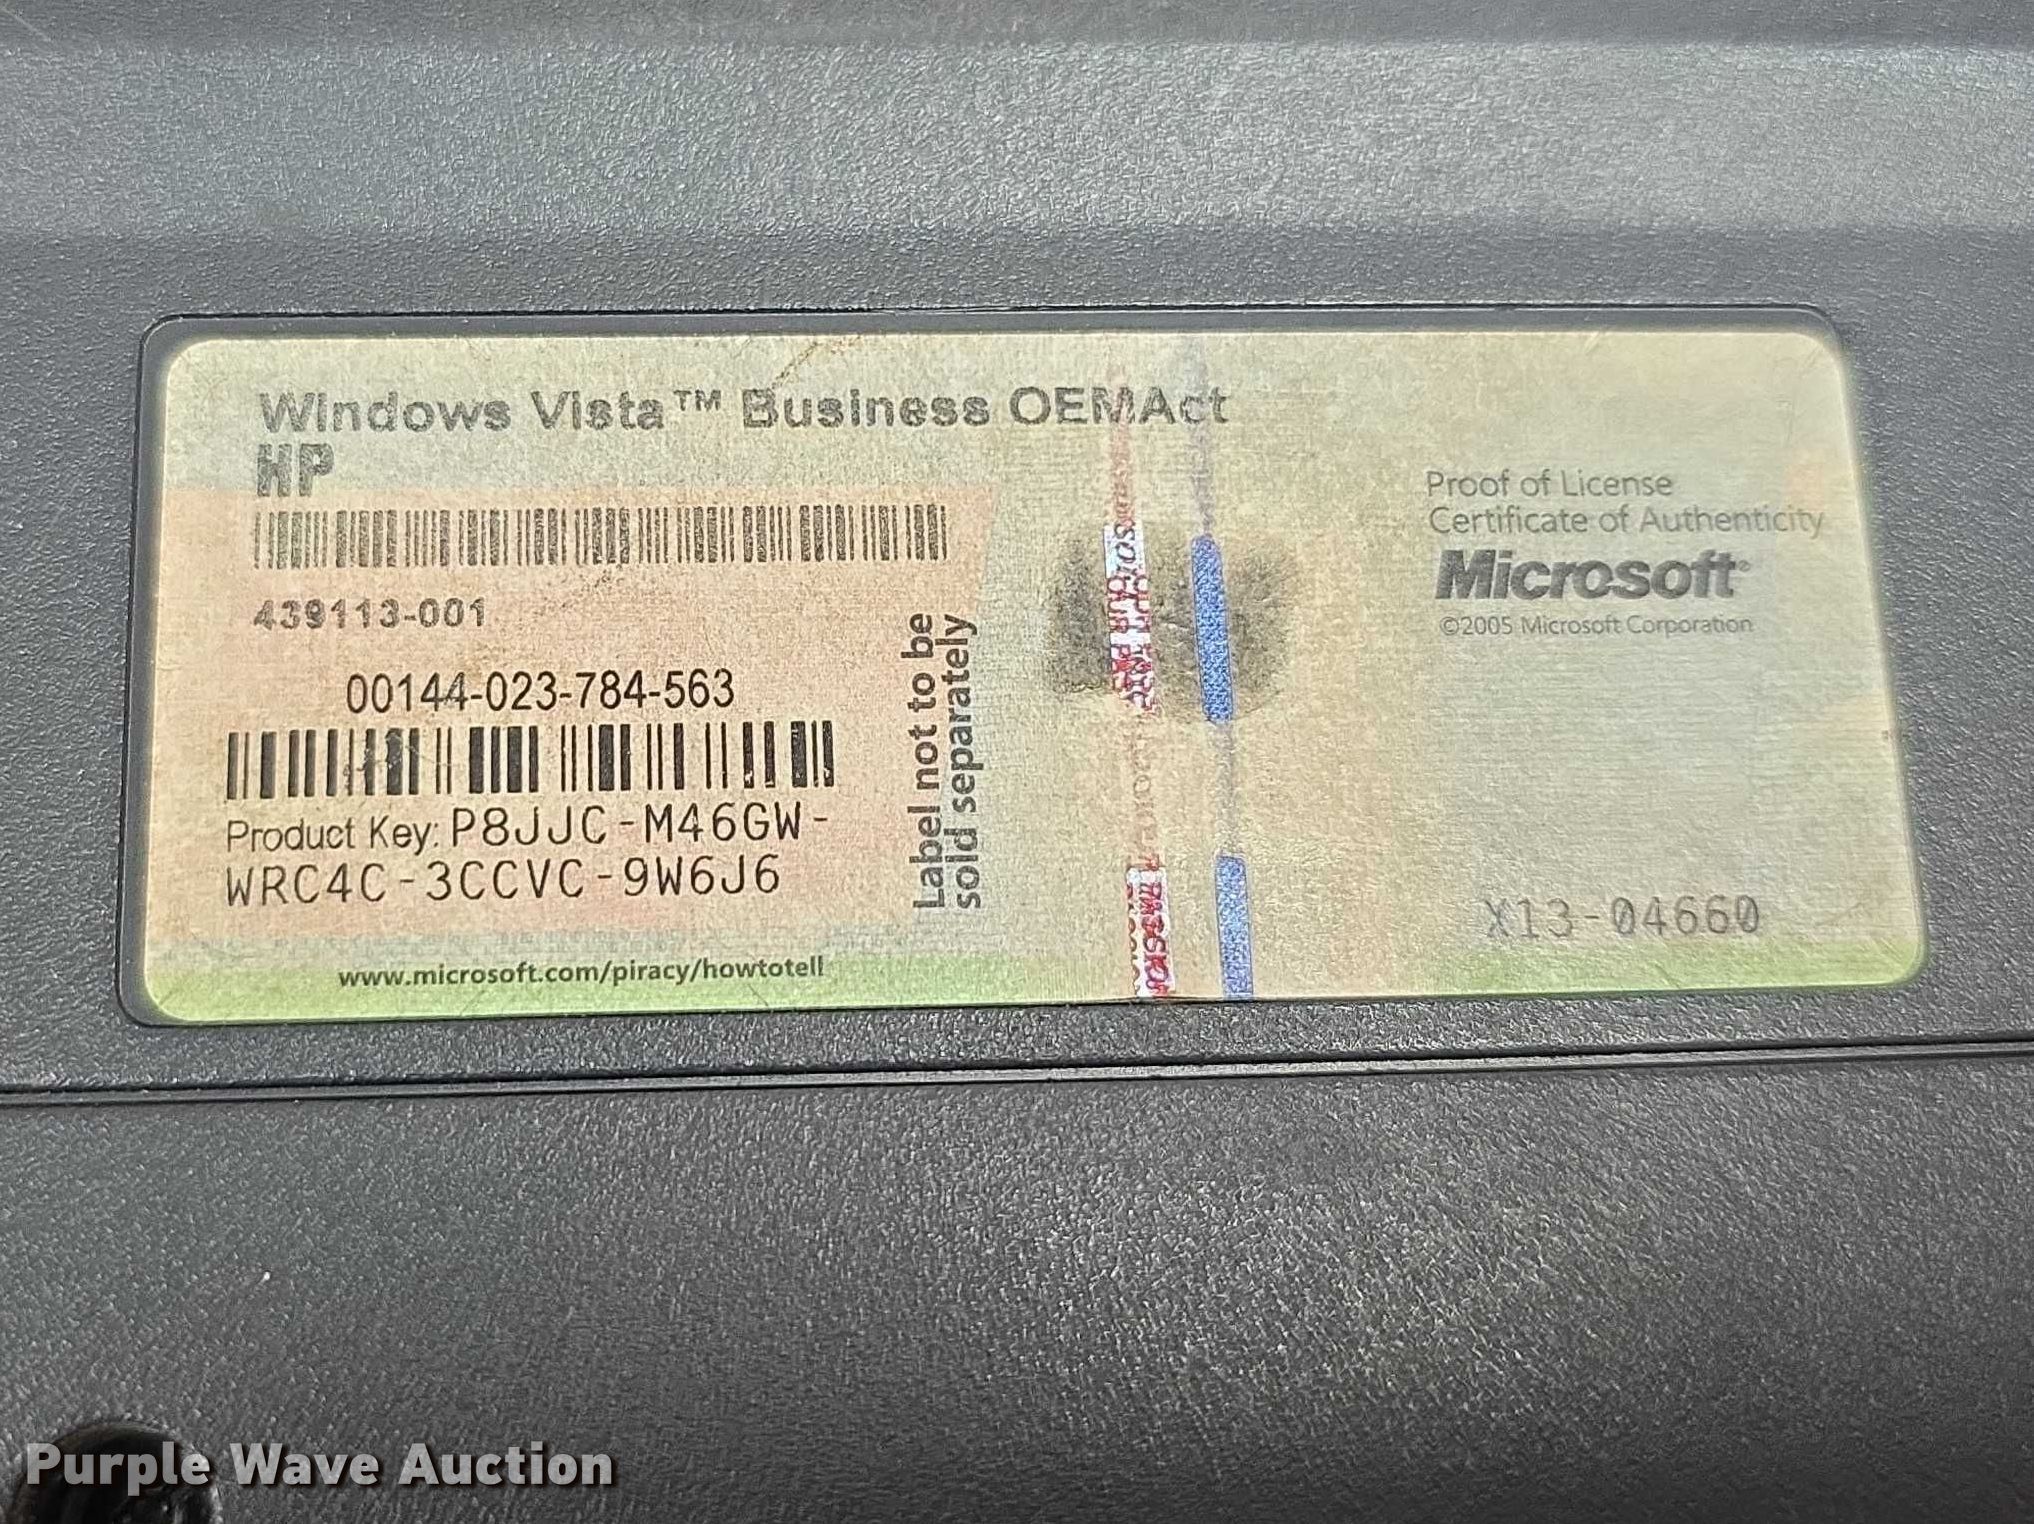 Windows Vista™ Business OEMAct
HP
439113-001
00144-023-784-563
Product Key: P8JJC-M46GW-
WRC4C-3CCVC-9W6J6
www.microsoft.com/piracy/howtotell
Label not to be
sold separately
Proof of License
Certificate of Authenticity
Microsoft®
©2005 Microsoft Corporation
X13-04660
Purple Wave Auction